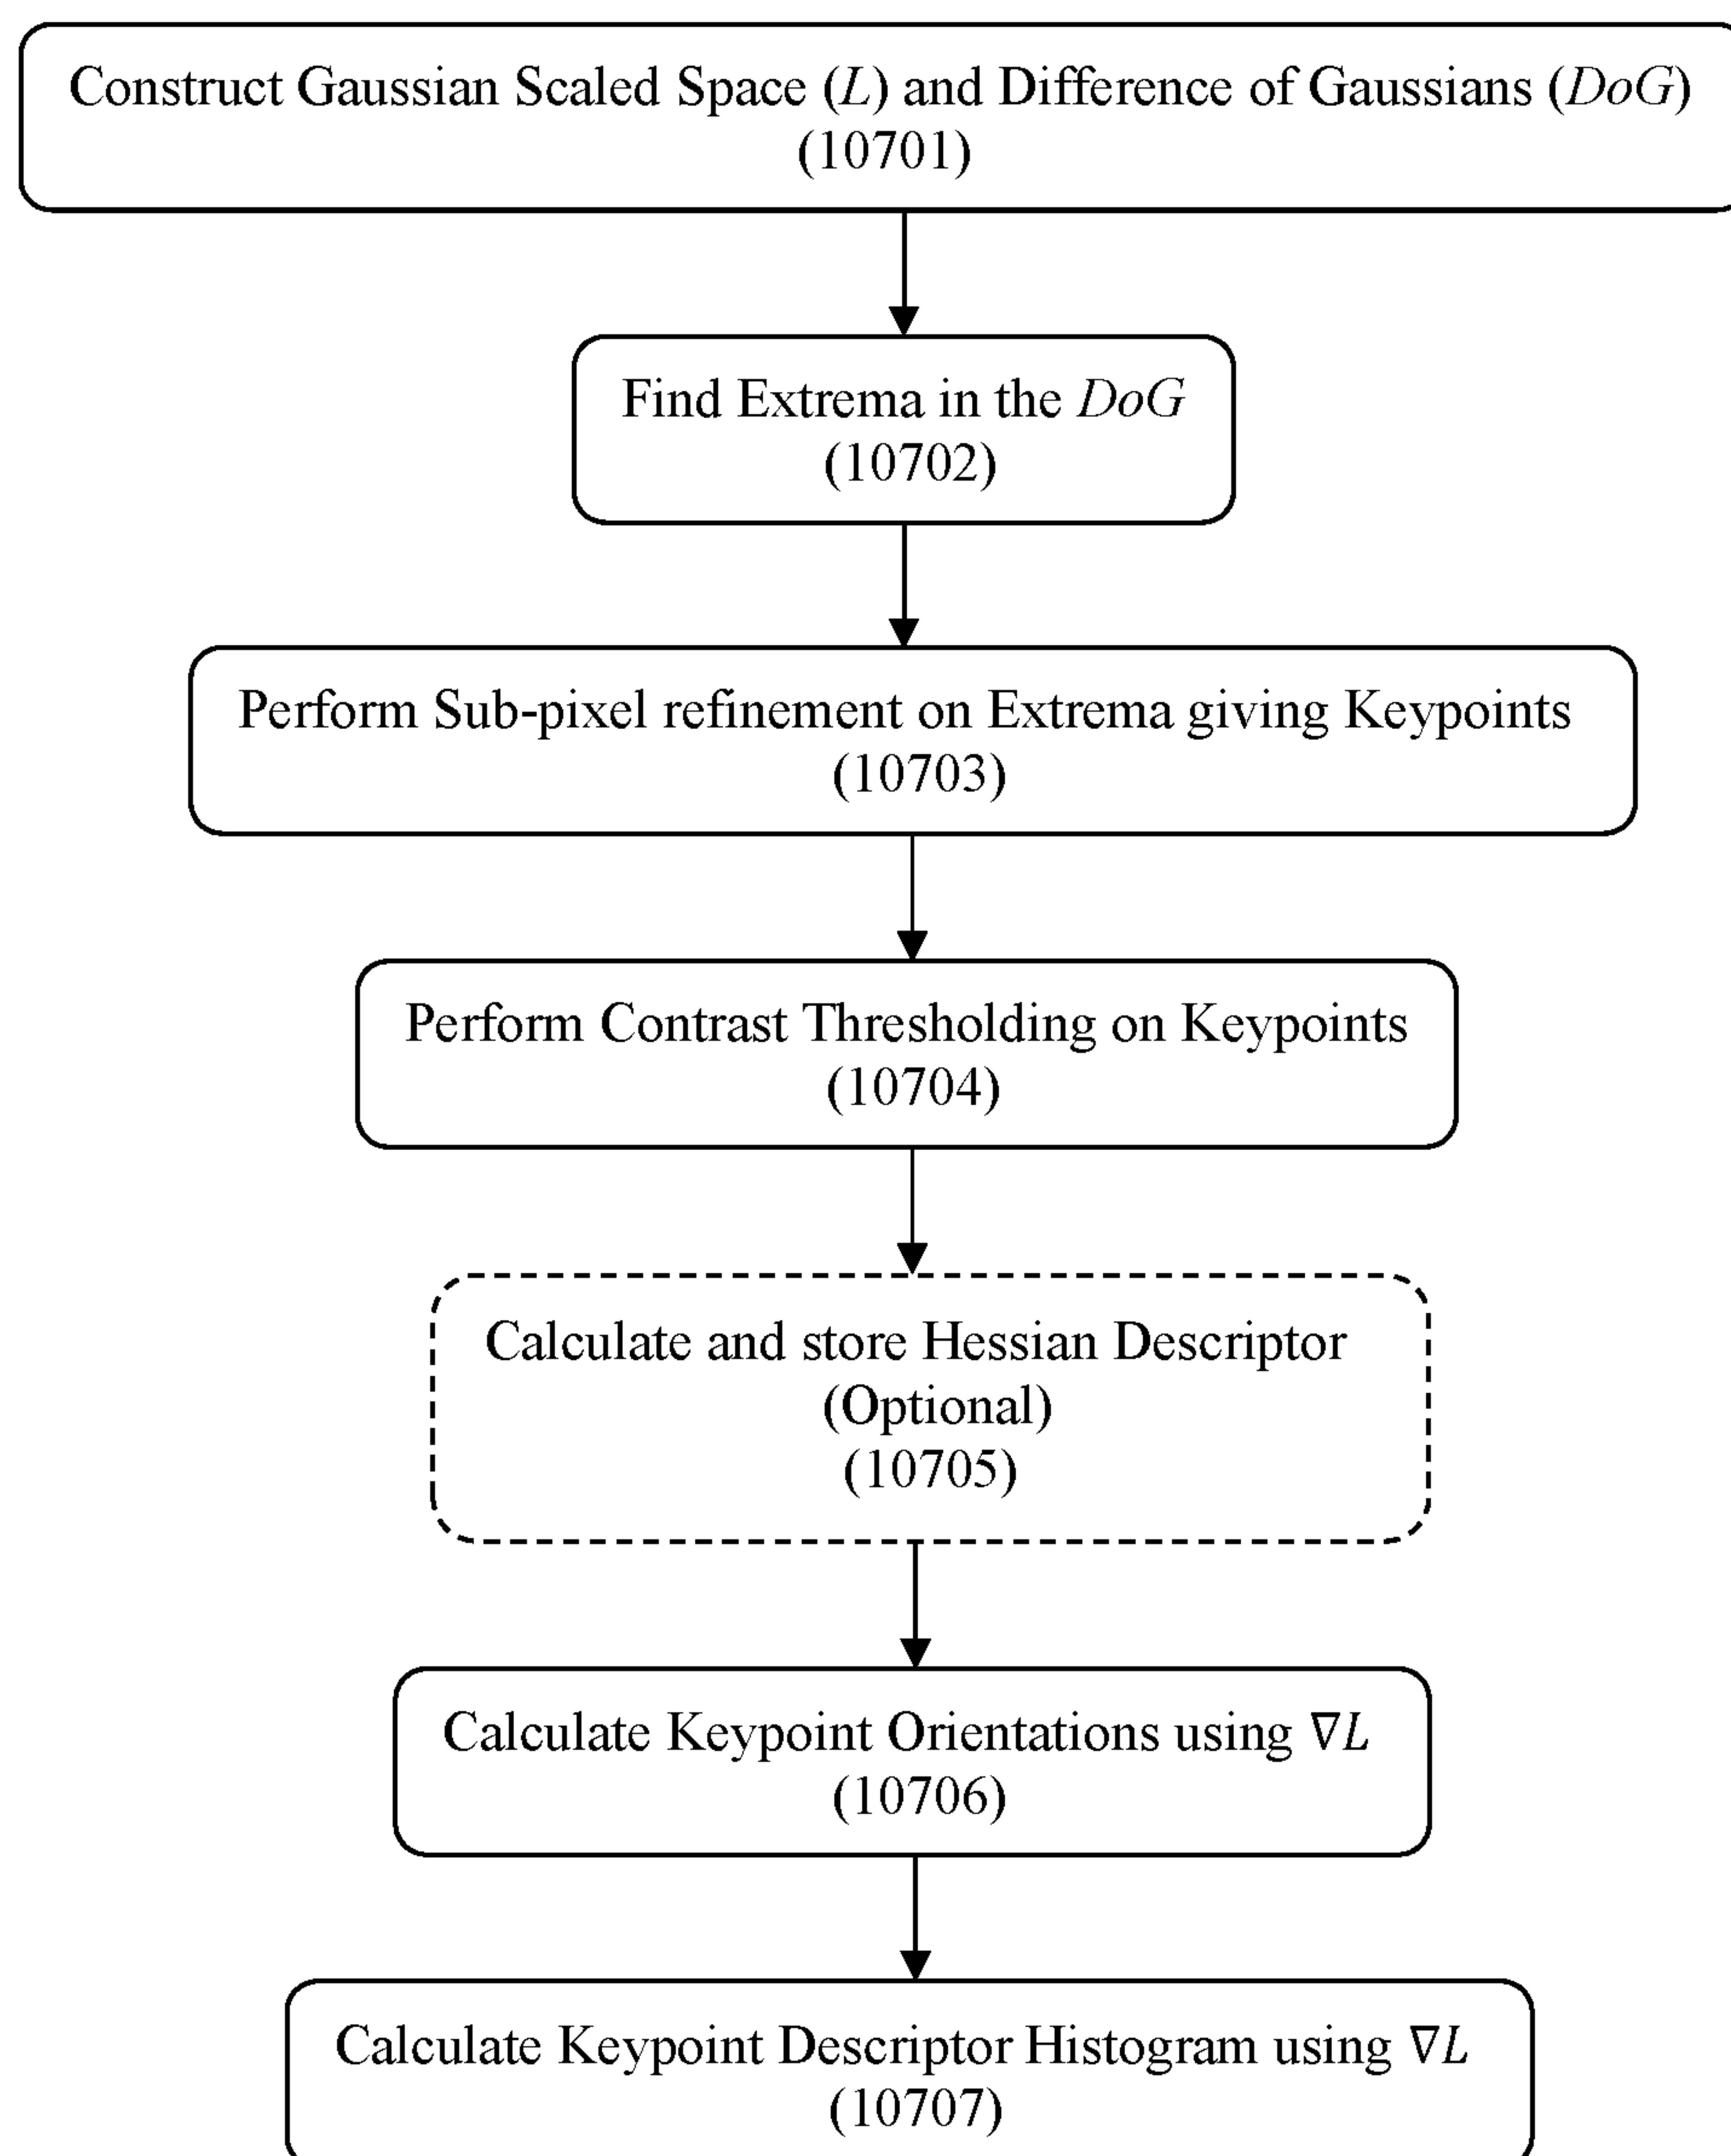 Construct Gaussian Scaled Space (L) and Difference of Gaussians (DoG)
(10701)
Find Extrema in the DoG
(10702)
Perform Sub-pixel refinement on Extrema giving Keypoints
(10703)
Perform Contrast Thresholding on Keypoints
(10704)
Calculate and store Hessian Descriptor
(Optional)
(10705)
Calculate Keypoint Orientations using ∇L
(10706)
Calculate Keypoint Descriptor Histogram using ∇L
(10707)